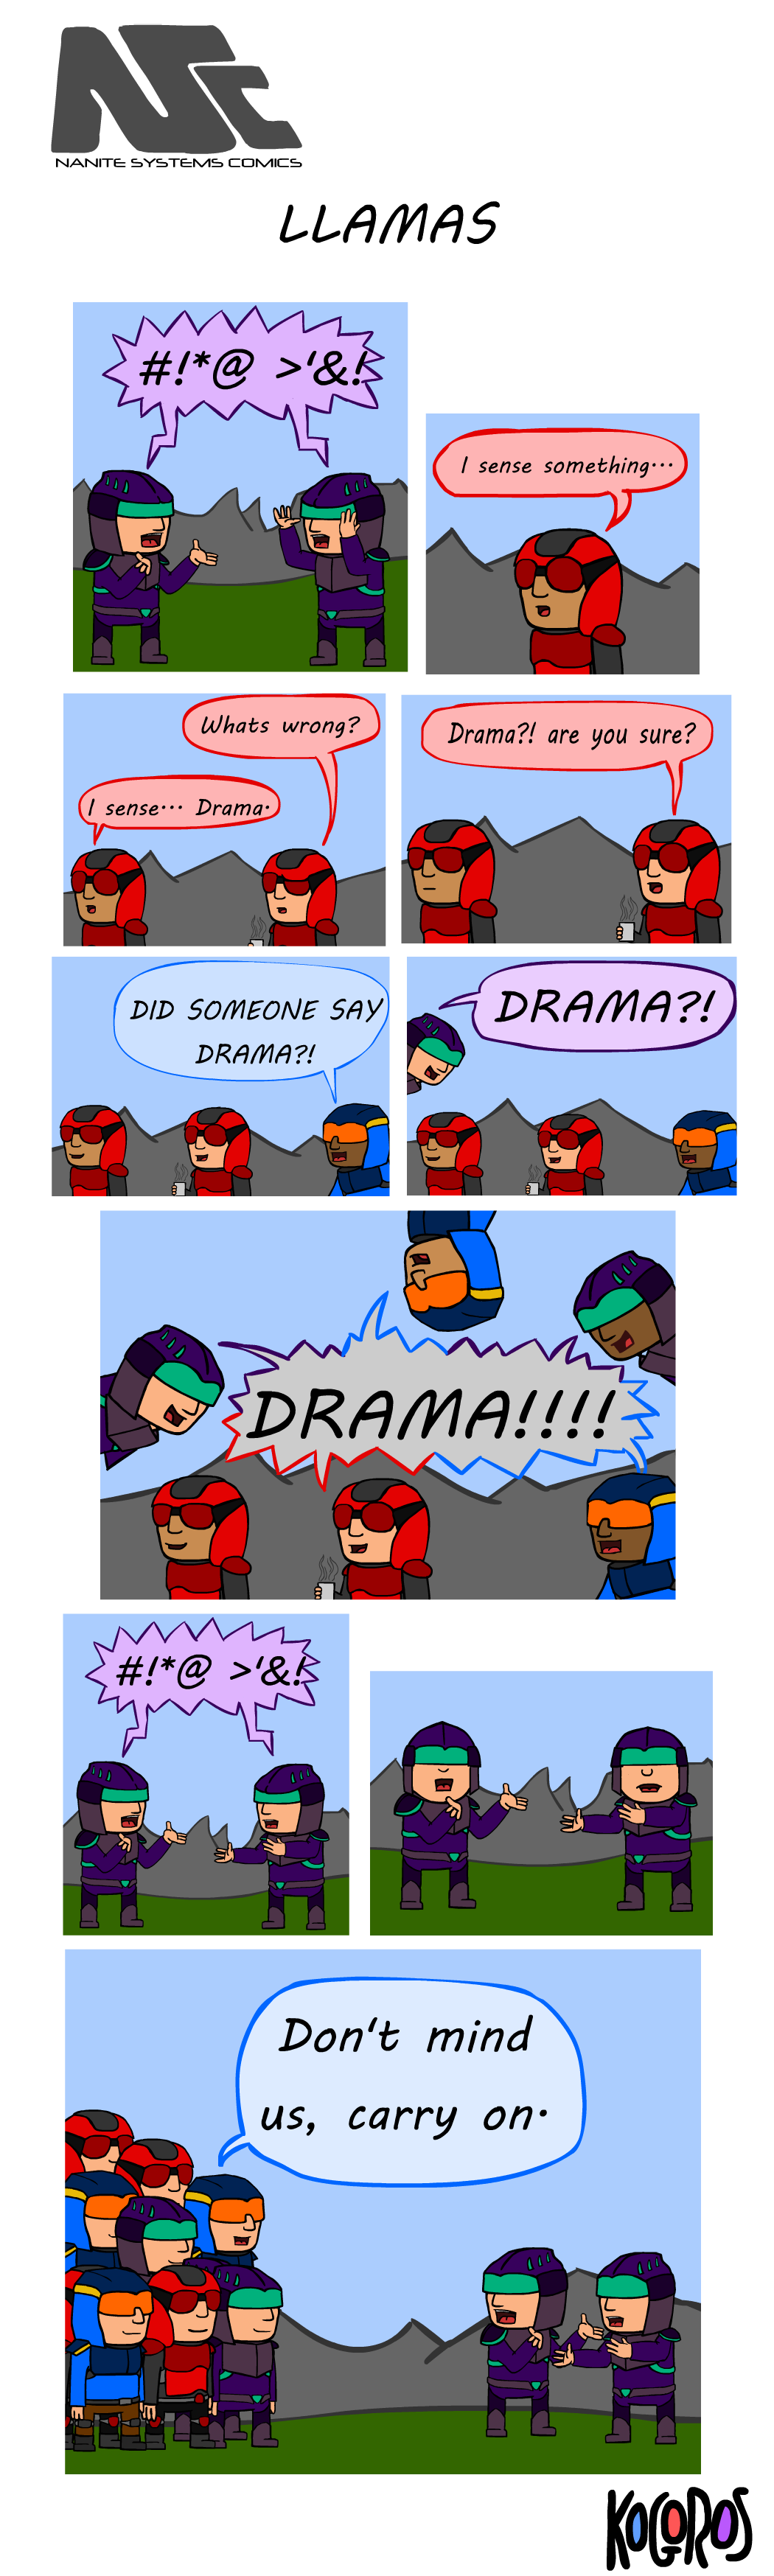 NANITE SYSTEMS COMICS
LLAMAS
#!*@ >'&!
I sense something...
Whats wrong?
I sense... Drama.
Drama?! are you sure?
DID SOMEONE SAY
DRAMA?!
DRAMA?!
DRAMA!!!!
#!*@ >'&!
Don't mind
us, carry on.
KOGOROS